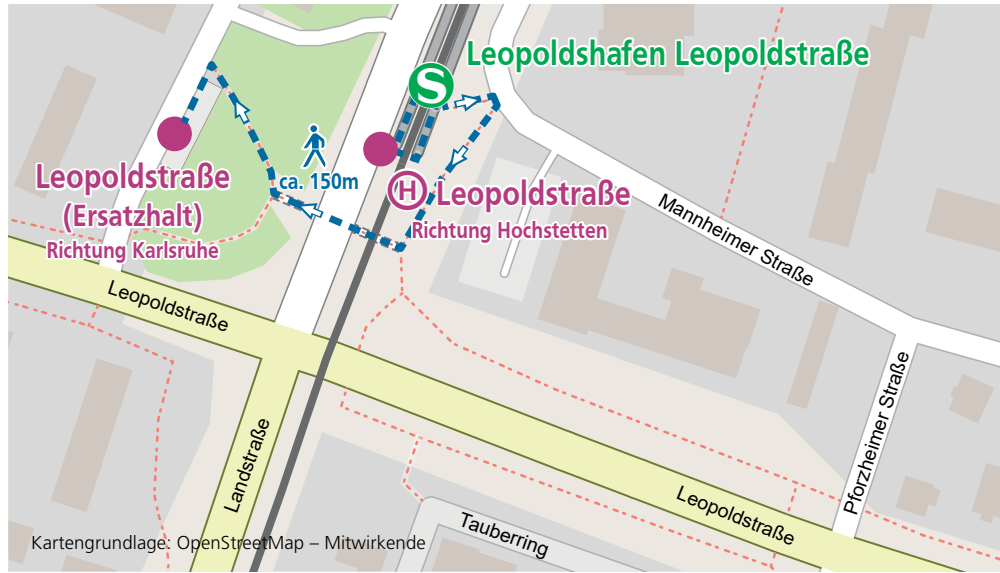 S
Leopoldshafen Leopoldstraße
ca. 150m
Leopoldstraße
(Ersatzhalt)
Richtung Karlsruhe
H
Leopoldstraße
Richtung Hochstetten
Mannheimer Straße
Leopoldstraße
Pforzheimer Straße
Landstraße
Leopoldstraße
Tauberring
Kartengrundlage: OpenStreetMap – Mitwirkende